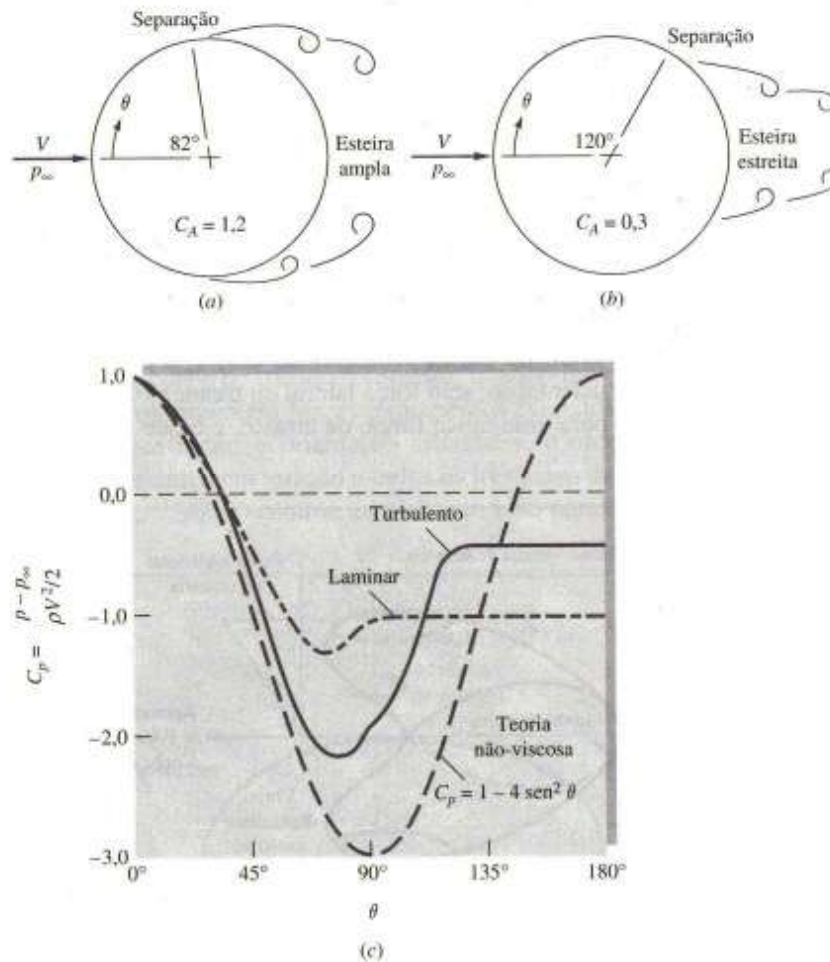 Separação
θ
V
p∞
82°
Esteira
ampla
C_A = 1,2
(a)
Separação
θ
V
p∞
120°
Esteira
estreita
C_A = 0,3
(b)
1,0
0,0
−1,0
−2,0
−3,0
C_p = p − p∞ / ρV²/2
Turbulento
Laminar
Teoria
não-viscosa
C_p = 1 − 4 sen² θ
0°
45°
90°
135°
180°
θ
(c)